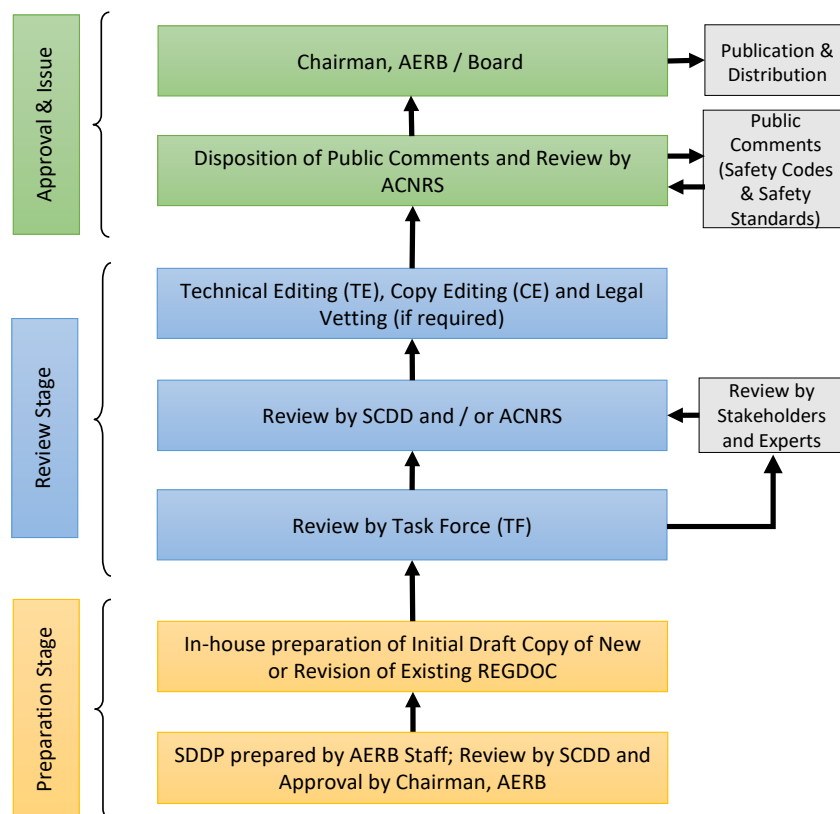 Approval & Issue
Chairman, AERB / Board
Publication &
Distribution
Disposition of Public Comments and Review by
ACNRS
Public
Comments
(Safety Codes
& Safety
Standards)
Review Stage
Technical Editing (TE), Copy Editing (CE) and Legal
Vetting (if required)
Review by SCDD and / or ACNRS
Review by
Stakeholders
and Experts
Review by Task Force (TF)
Preparation Stage
In-house preparation of Initial Draft Copy of New
or Revision of Existing REGDOC
SDDP prepared by AERB Staff; Review by SCDD and
Approval by Chairman, AERB